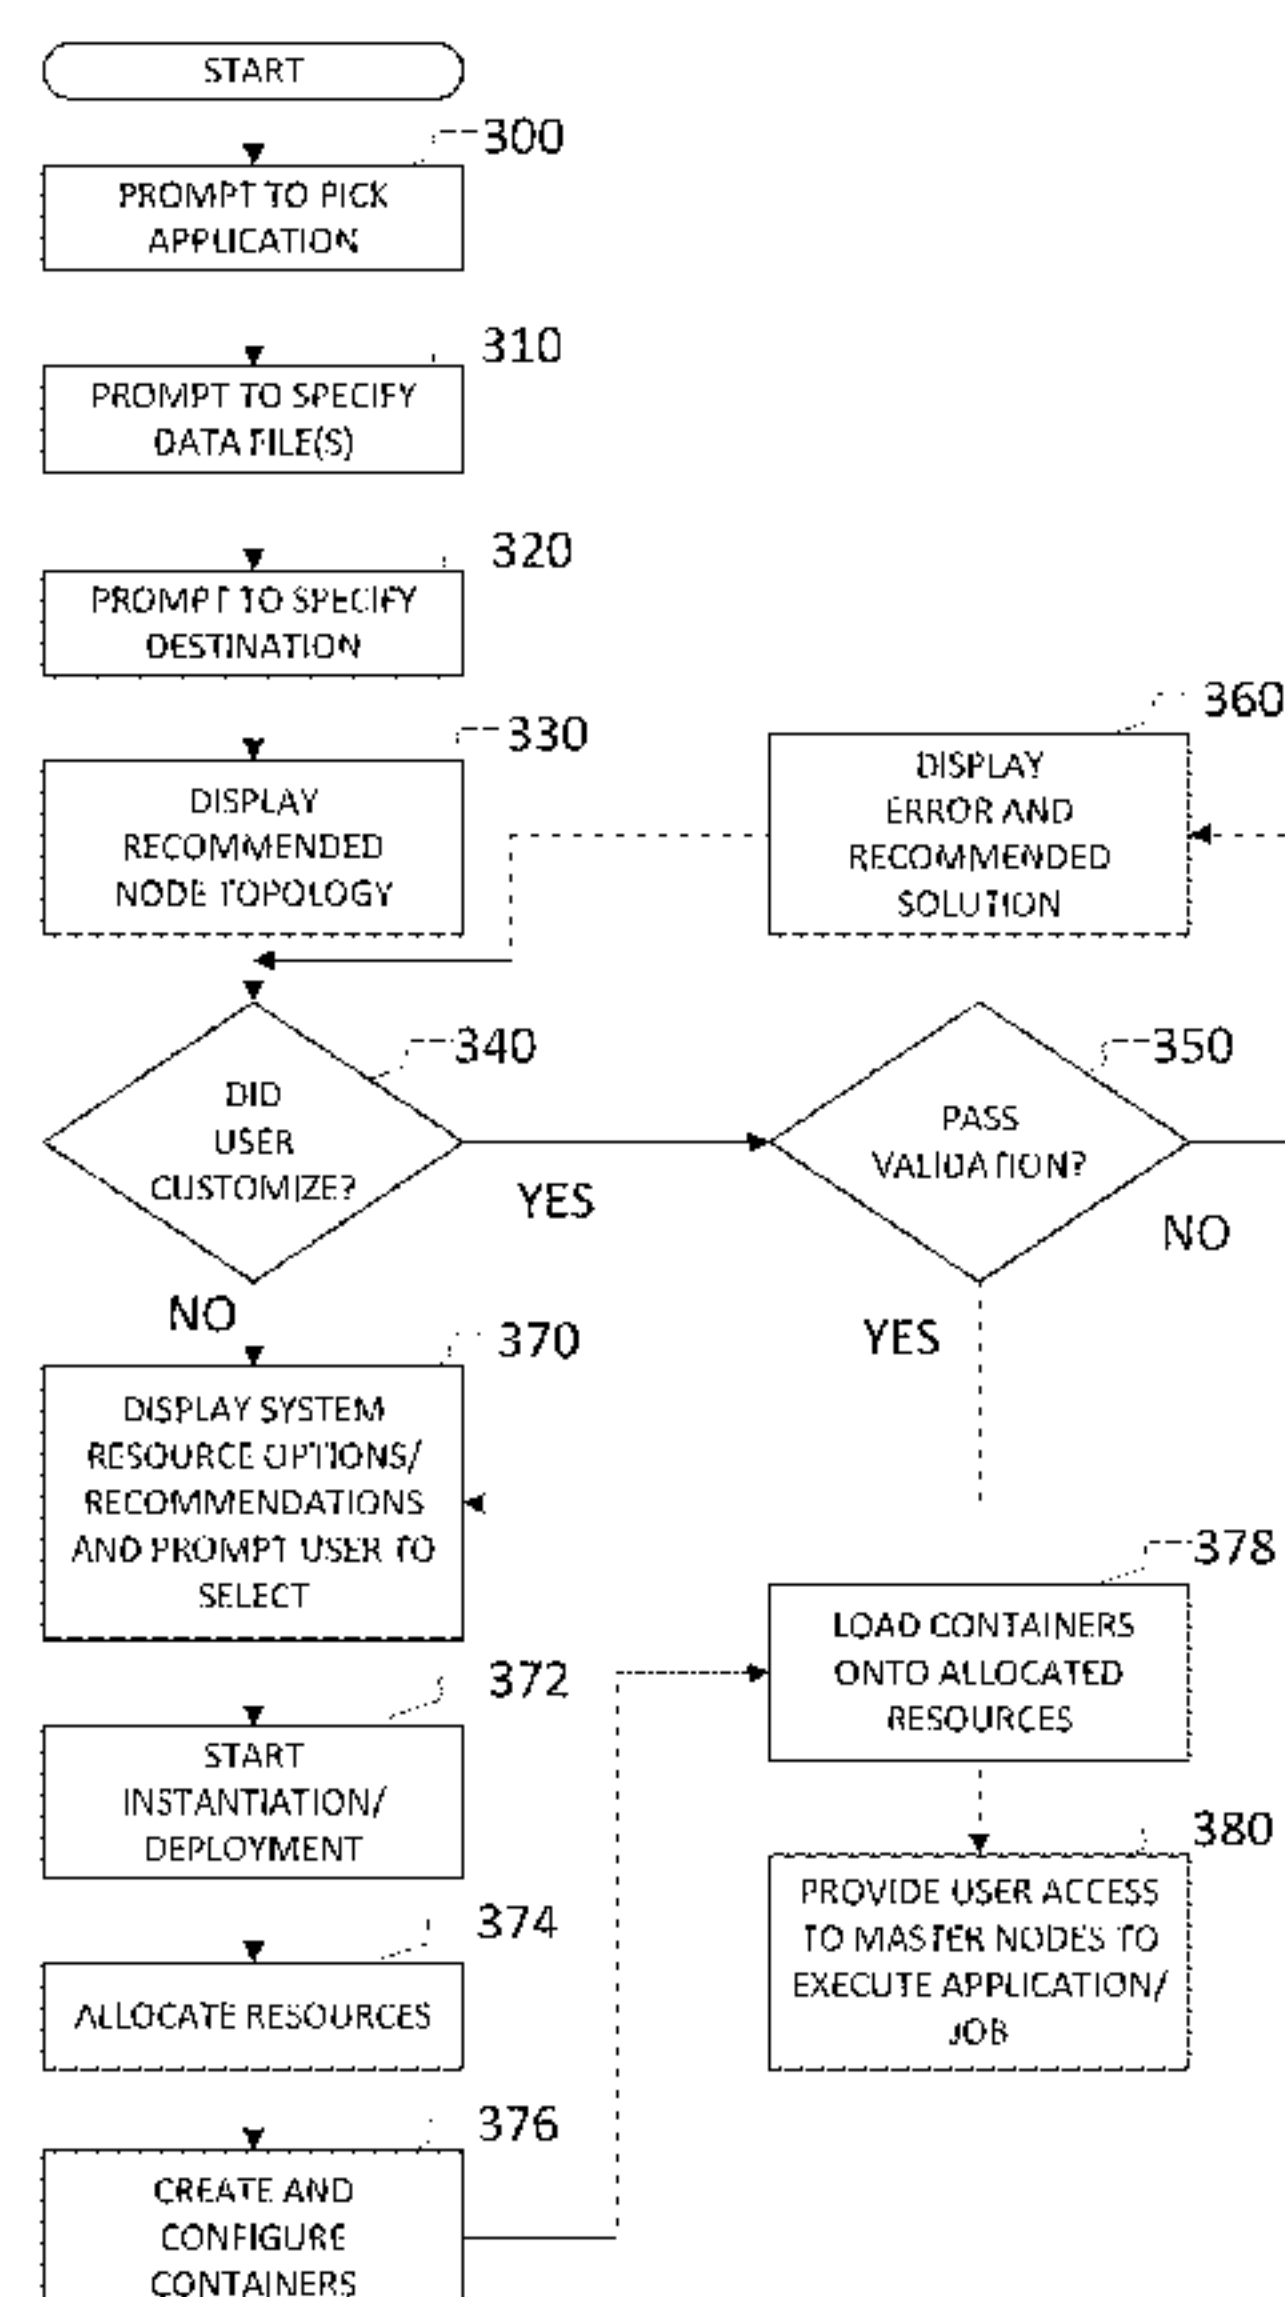 START
300
PROMPT TO PICK
APPLICATION
310
PROMPT TO SPECIFY
DATA FILE(S)
320
PROMPT TO SPECIFY
DESTINATION
330
DISPLAY
RECOMMENDED
NODE TOPOLOGY
360
DISPLAY
ERROR AND
RECOMMENDED
SOLUTION
340
DID
USER
CUSTOMIZE?
YES
NO
350
PASS
VALIDATION?
NO
YES
370
DISPLAY SYSTEM
RESOURCE OPTIONS/
RECOMMENDATIONS
AND PROMPT USER TO
SELECT
372
START
INSTANTIATION/
DEPLOYMENT
374
ALLOCATE RESOURCES
376
CREATE AND
CONFIGURE
CONTAINERS
378
LOAD CONTAINERS
ONTO ALLOCATED
RESOURCES
380
PROVIDE USER ACCESS
TO MASTER NODES TO
EXECUTE APPLICATION/
JOB